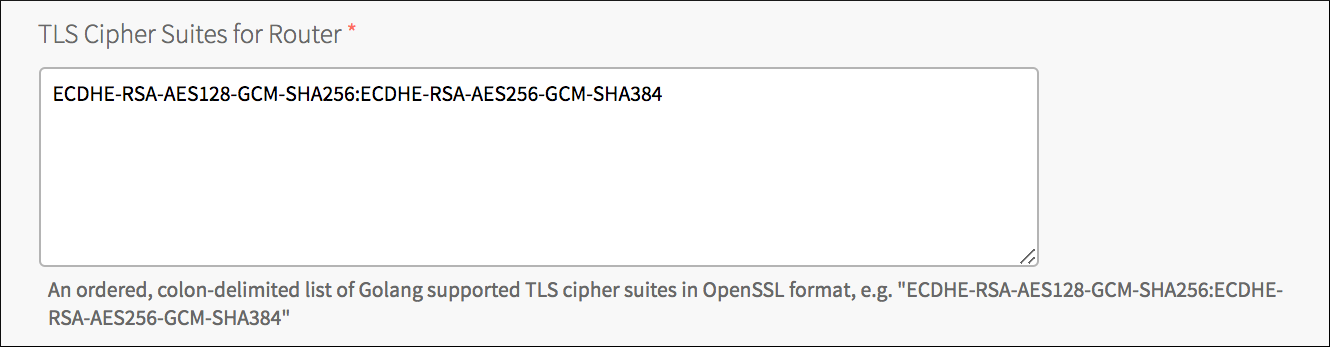 TLS Cipher Suites for Router *
ECDHE-RSA-AES128-GCM-SHA256:ECDHE-RSA-AES256-GCM-SHA384
An ordered, colon-delimited list of Golang supported TLS cipher suites in OpenSSL format, e.g. "ECDHE-RSA-AES128-GCM-SHA256:ECDHE-
RSA-AES256-GCM-SHA384"